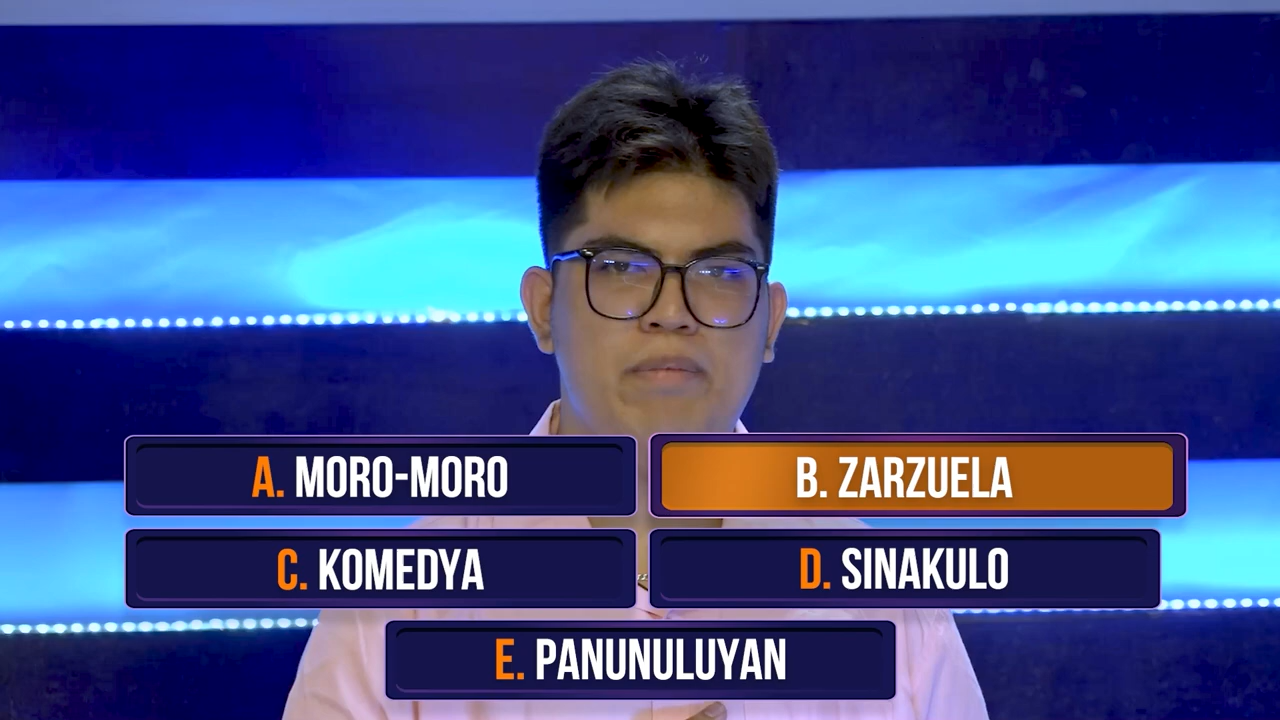 A. MORO-MORO
B. ZARZUELA
C. KOMEDYA
D. SINAKULO
E. PANUNULUYAN